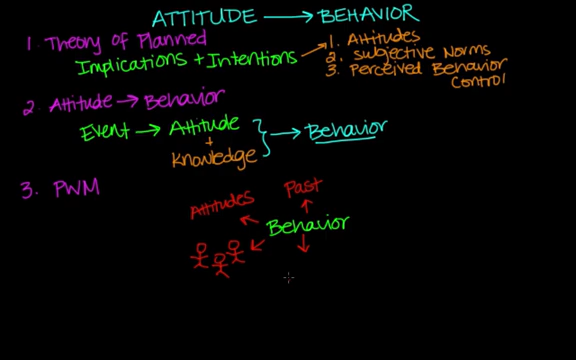 ATTITUDE → BEHAVIOR
1. Theory of Planned
Implications + Intentions →
1. Attitudes
2. Subjective Norms
3. Perceived Behavior
Control
2. Attitude → Behavior
Event → Attitude
+
Knowledge
→ Behavior
3. PWM
Attitudes
Past
Behavior